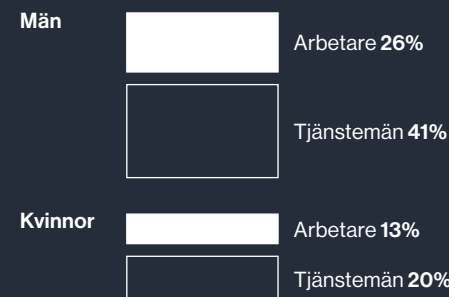 Män
Arbetare 26%
Tjänstemän 41%
Kvinnor
Arbetare 13%
Tjänstemän 20%